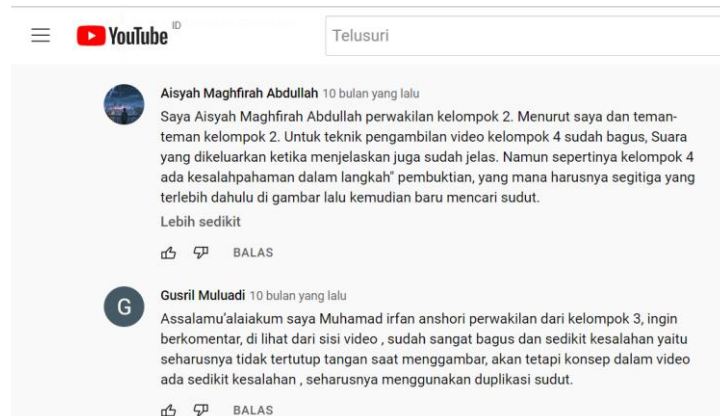 YouTube ID
Telusuri
Aisyah Maghfirah Abdullah 10 bulan yang lalu
Saya Aisyah Maghfirah Abdullah perwakilan kelompok 2. Menurut saya dan teman-
teman kelompok 2. Untuk teknik pengambilan video kelompok 4 sudah bagus, Suara
yang dikeluarkan ketika menjelaskan juga sudah jelas. Namun sepertinya kelompok 4
ada kesalahpahaman dalam langkah" pembuktian, yang mana harusnya segitiga yang
terlebih dahulu di gambar lalu kemudian baru mencari sudut.
Lebih sedikit
BALAS
G
Gusril Muluadi 10 bulan yang lalu
Assalamu'alaiakum saya Muhamad irfan anshori perwakilan dari kelompok 3, ingin
berkomentar, di lihat dari sisi video , sudah sangat bagus dan sedikit kesalahan yaitu
seharusnya tidak tertutup tangan saat menggambar, akan tetapi konsep dalam video
ada sedikit kesalahan , seharusnya menggunakan duplikasi sudut.
BALAS